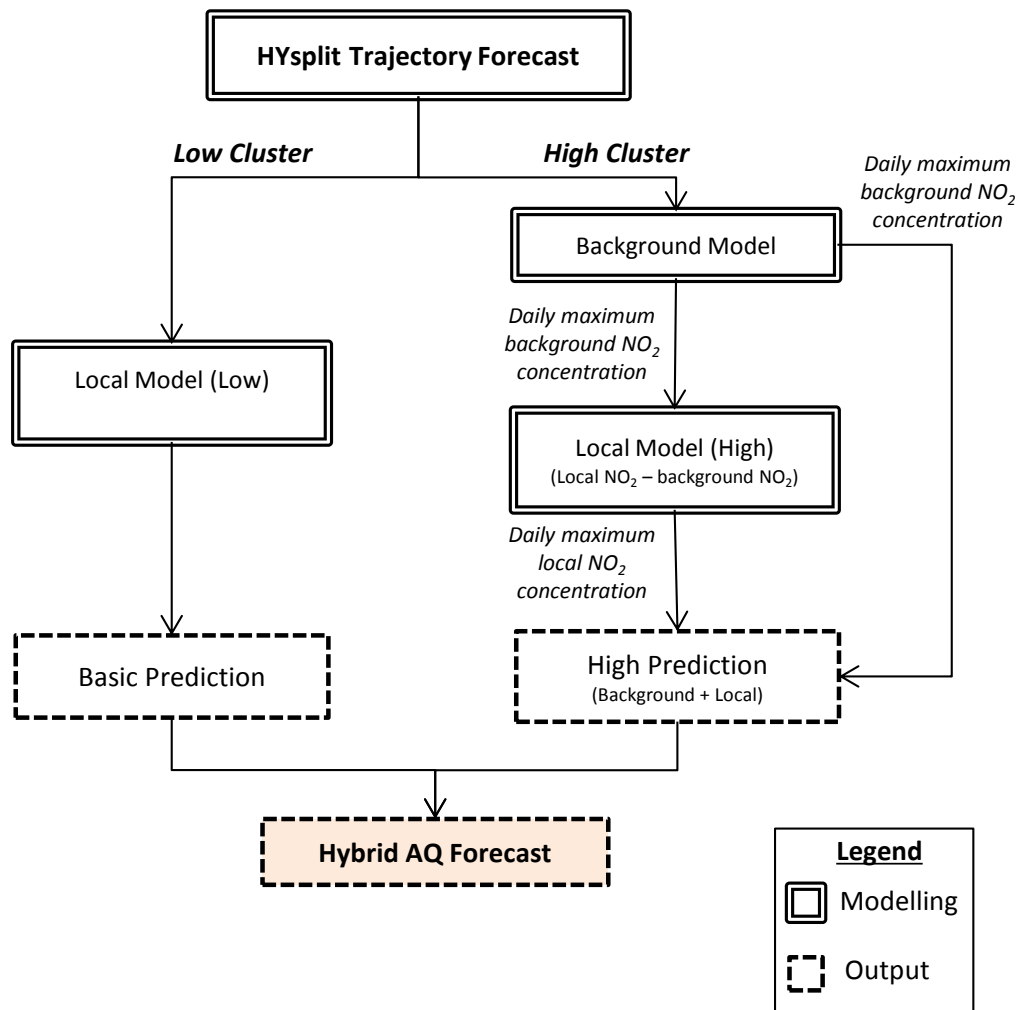 HYsplit Trajectory Forecast
Low Cluster
High Cluster
Daily maximum
background NO₂
concentration
Background Model
Daily maximum
background NO₂
concentration
Local Model (Low)
Local Model (High)
(Local NO₂ – background NO₂)
Daily maximum
local NO₂
concentration
Basic Prediction
High Prediction
(Background + Local)
Hybrid AQ Forecast
Legend
Modelling
Output